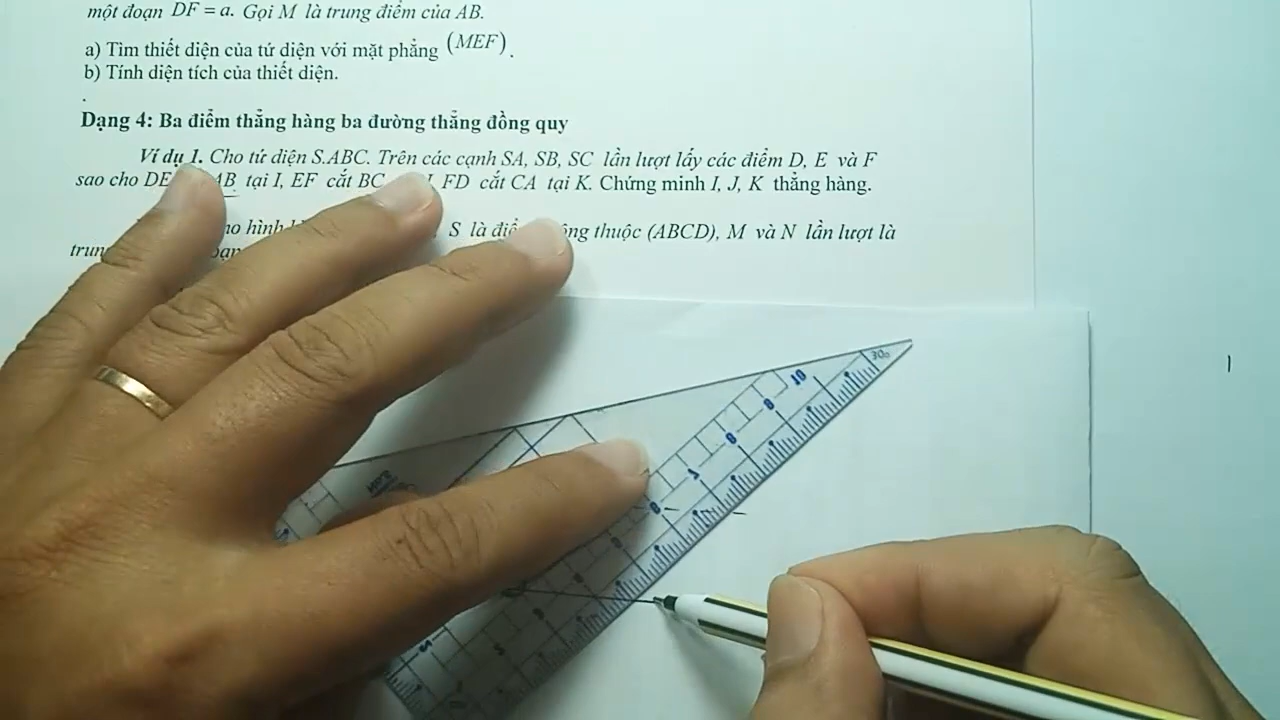 một đoạn DF = a. Gọi M là trung điểm của AB.
a) Tìm thiết diện của tứ diện với mặt phẳng (MEF).
b) Tính diện tích của thiết diện.
Dạng 4: Ba điểm thẳng hàng ba đường thẳng đồng quy
Ví dụ 1. Cho tứ diện S.ABC. Trên các cạnh SA, SB, SC lần lượt lấy các điểm D, E và F
sao cho DE AB tại I, EF cắt BC J, FD cắt CA tại K. Chứng minh I, J, K thẳng hàng.
S là thuộc (ABCD), M và N lần lượt là
30°
10